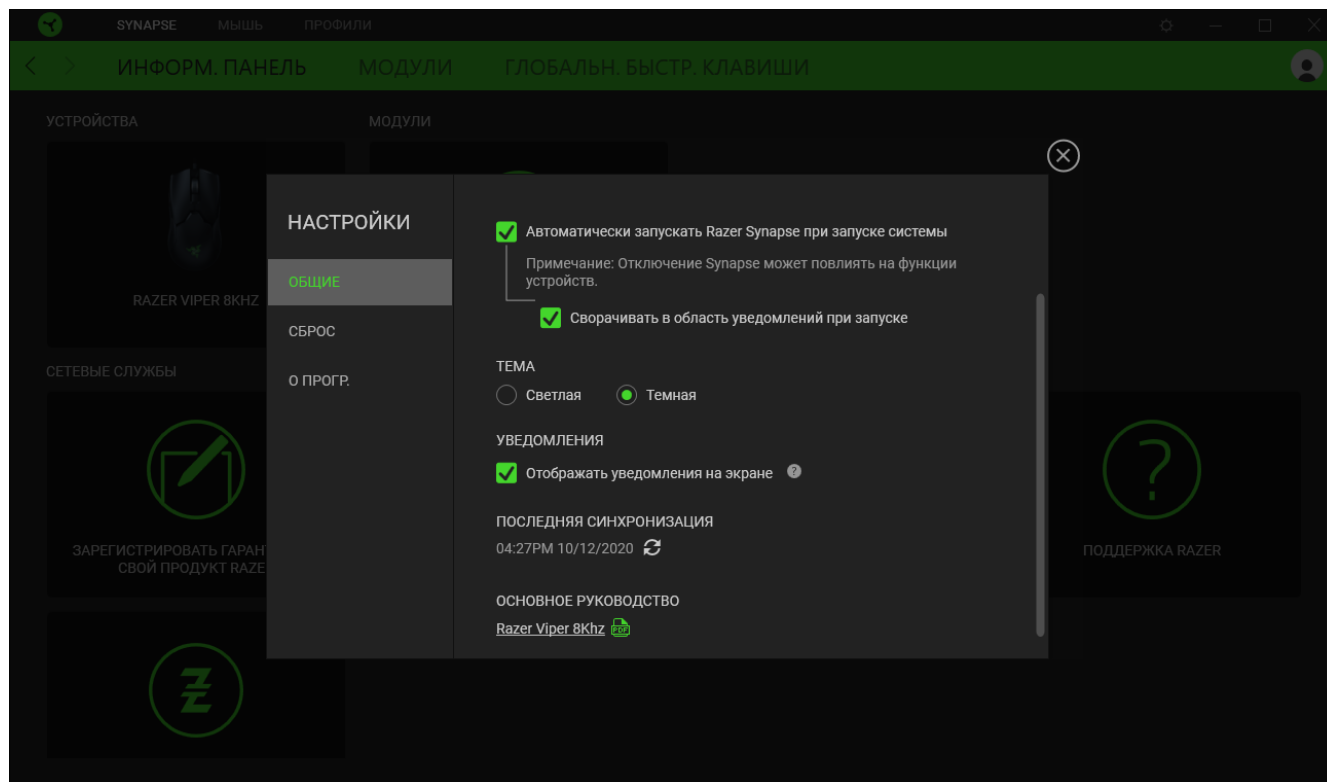 SYNAPSE
МЫШЬ
ПРОФИЛИ
ИНФОРМ. ПАНЕЛЬ
МОДУЛИ
ГЛОБАЛЬН. БЫСТР. КЛАВИШИ
УСТРОЙСТВА
МОДУЛИ
RAZER VIPER 8KHZ
СЕТЕВЫЕ СЛУЖБЫ
ЗАРЕГИСТРИРОВАТЬ ГАРАН
СВОЙ ПРОДУКТ RAZE
НАСТРОЙКИ
ОБЩИЕ
СБРОС
О ПРОГР.
Автоматически запускать Razer Synapse при запуске системы
Примечание: Отключение Synapse может повлиять на функции
устройств.
Сворачивать в область уведомлений при запуске
ТЕМА
Светлая
Темная
УВЕДОМЛЕНИЯ
Отображать уведомления на экране
ПОСЛЕДНЯЯ СИНХРОНИЗАЦИЯ
04:27PM 10/12/2020
ОСНОВНОЕ РУКОВОДСТВО
Razer Viper 8Khz PDF
ПОДДЕРЖКА RAZER